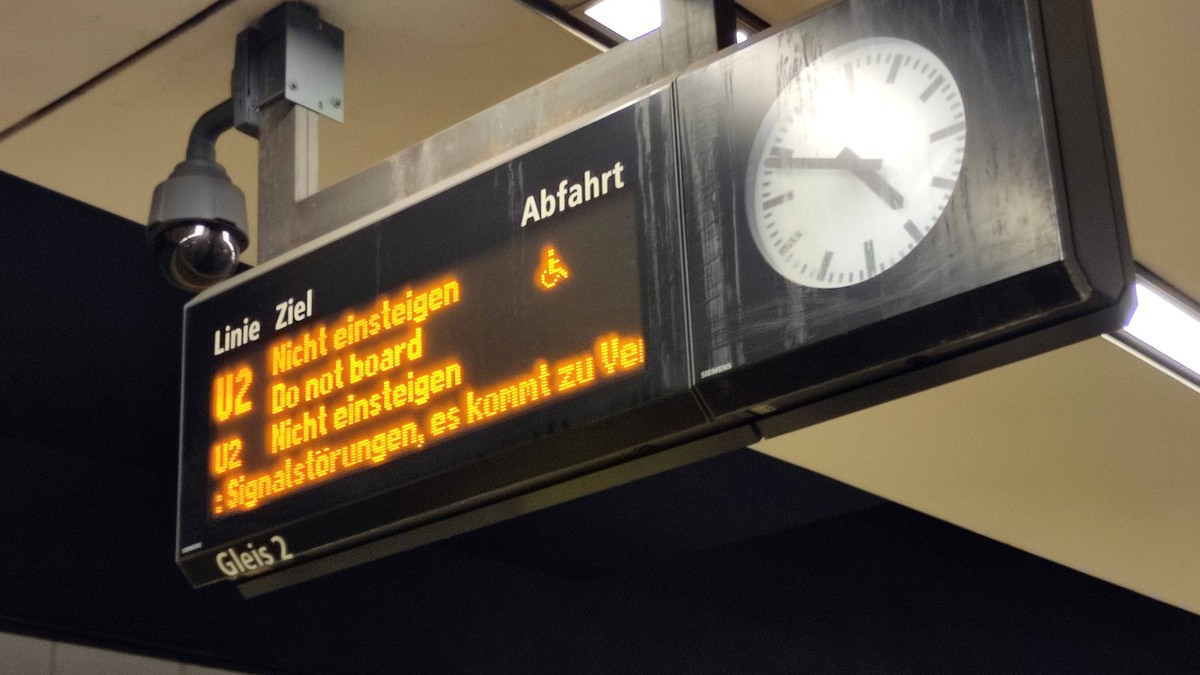 Linie Ziel Abfahrt
U2 Nicht einsteigen
Do not board
U2 Nicht einsteigen
: Signalstörungen, es kommt zu Ve
Gleis 2
SIEMENS